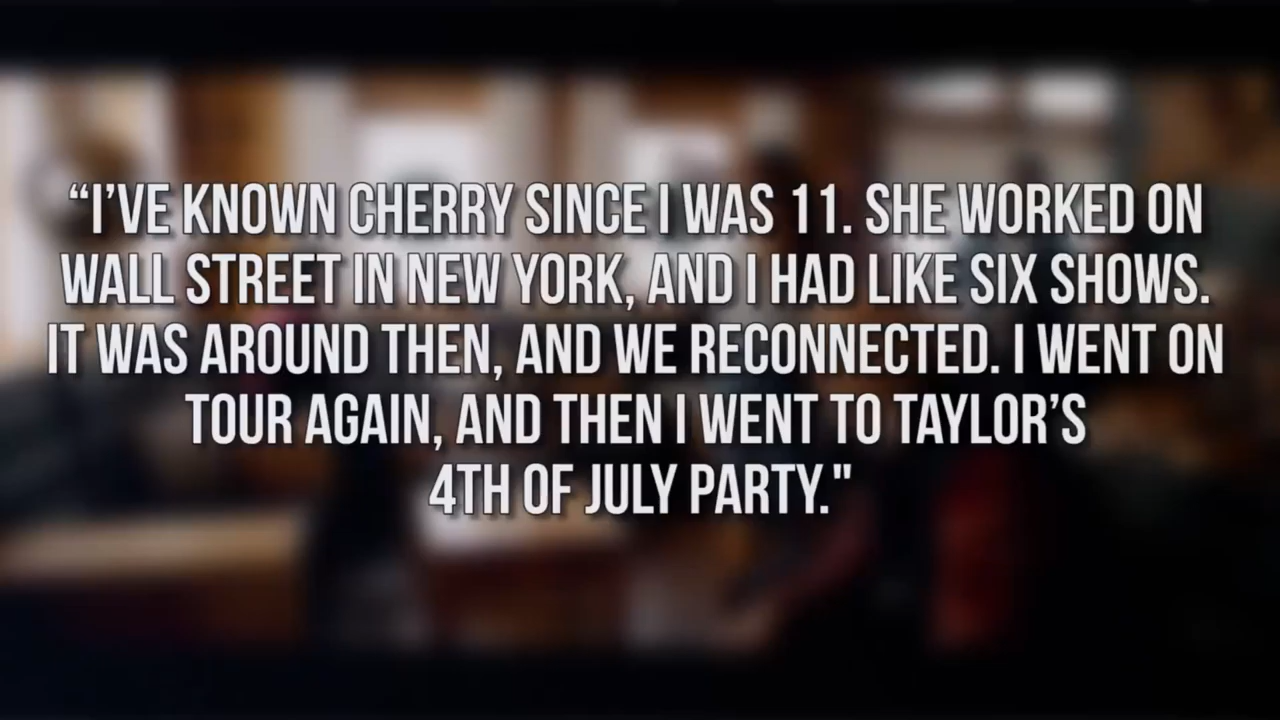 “I’VE KNOWN CHERRY SINCE I WAS 11. SHE WORKED ON
WALL STREET IN NEW YORK, AND I HAD LIKE SIX SHOWS.
IT WAS AROUND THEN, AND WE RECONNECTED. I WENT ON
TOUR AGAIN, AND THEN I WENT TO TAYLOR’S
4TH OF JULY PARTY."